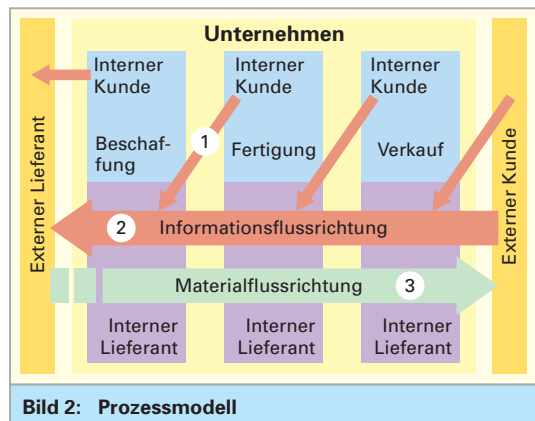 Unternehmen
Externer Lieferant
Interner
Kunde
Beschaf-
fung
Interner
Kunde
Fertigung
Interner
Kunde
Verkauf
Externer Kunde
1
2 Informationsflussrichtung
Materialflussrichtung 3
Interner
Lieferant
Interner
Lieferant
Interner
Lieferant
Bild 2: Prozessmodell